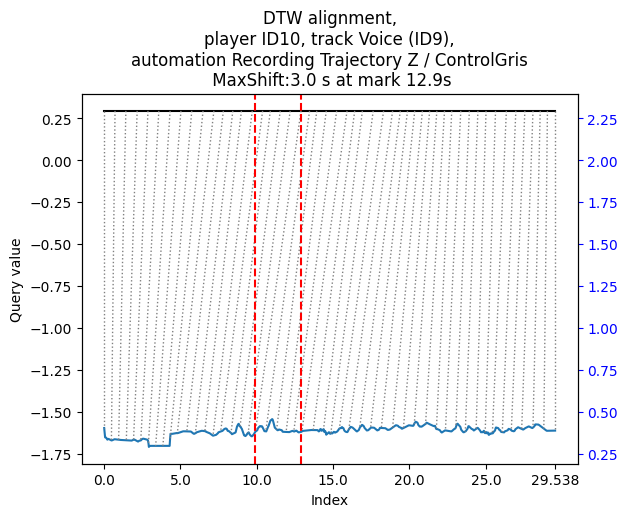 DTW alignment,
player ID10, track Voice (ID9),
automation Recording Trajectory Z / ControlGris
MaxShift:3.0 s at mark 12.9s
0.25
0.00
−0.25
−0.50
−0.75
−1.00
−1.25
−1.50
−1.75
Query value
2.25
2.00
1.75
1.50
1.25
1.00
0.75
0.50
0.25
0.0 5.0 10.0 15.0 20.0 25.0 29.538
Index